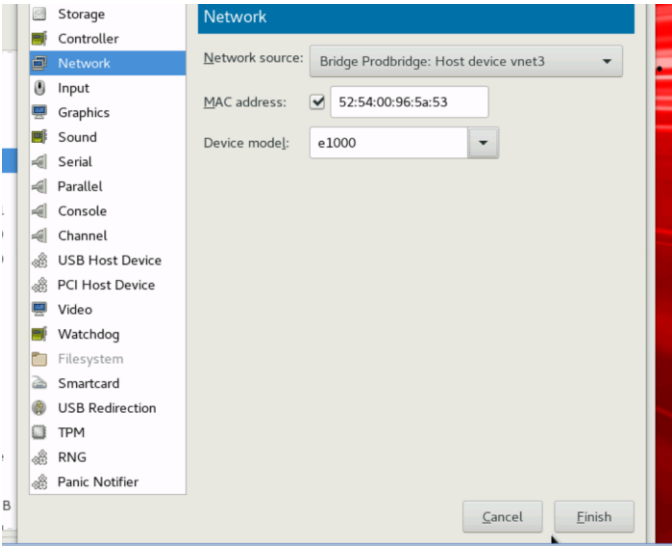 Storage
Controller
Network
Input
Graphics
Sound
Serial
Parallel
Console
Channel
USB Host Device
PCI Host Device
Video
Watchdog
Filesystem
Smartcard
USB Redirection
TPM
RNG
Panic Notifier
B
Network
Network source: Bridge Prodbridge: Host device vnet3
MAC address: 52:54:00:96:5a:53
Device model: e1000
Cancel Finish